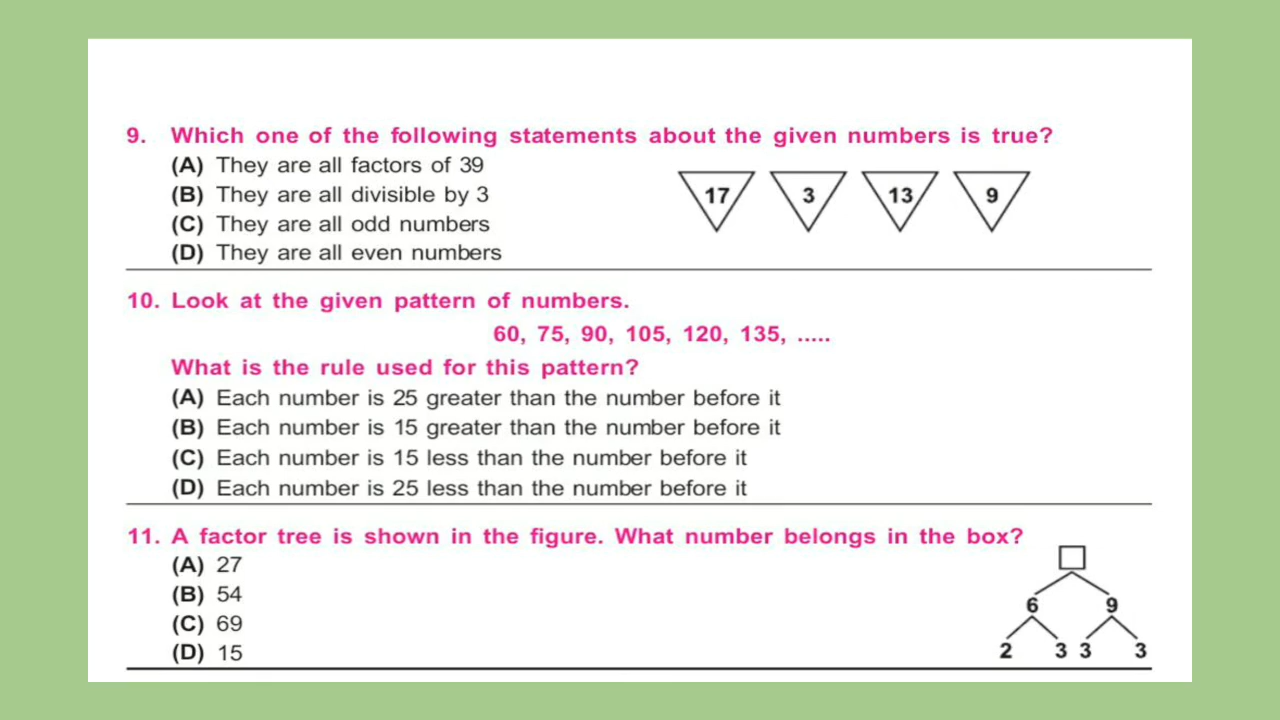 9. Which one of the following statements about the given numbers is true?
(A) They are all factors of 39
(B) They are all divisible by 3
(C) They are all odd numbers
(D) They are all even numbers
17 3 13 9
10. Look at the given pattern of numbers.
60, 75, 90, 105, 120, 135, .....
What is the rule used for this pattern?
(A) Each number is 25 greater than the number before it
(B) Each number is 15 greater than the number before it
(C) Each number is 15 less than the number before it
(D) Each number is 25 less than the number before it
11. A factor tree is shown in the figure. What number belongs in the box?
(A) 27
(B) 54
(C) 69
(D) 15
6 9
2 3 3 3